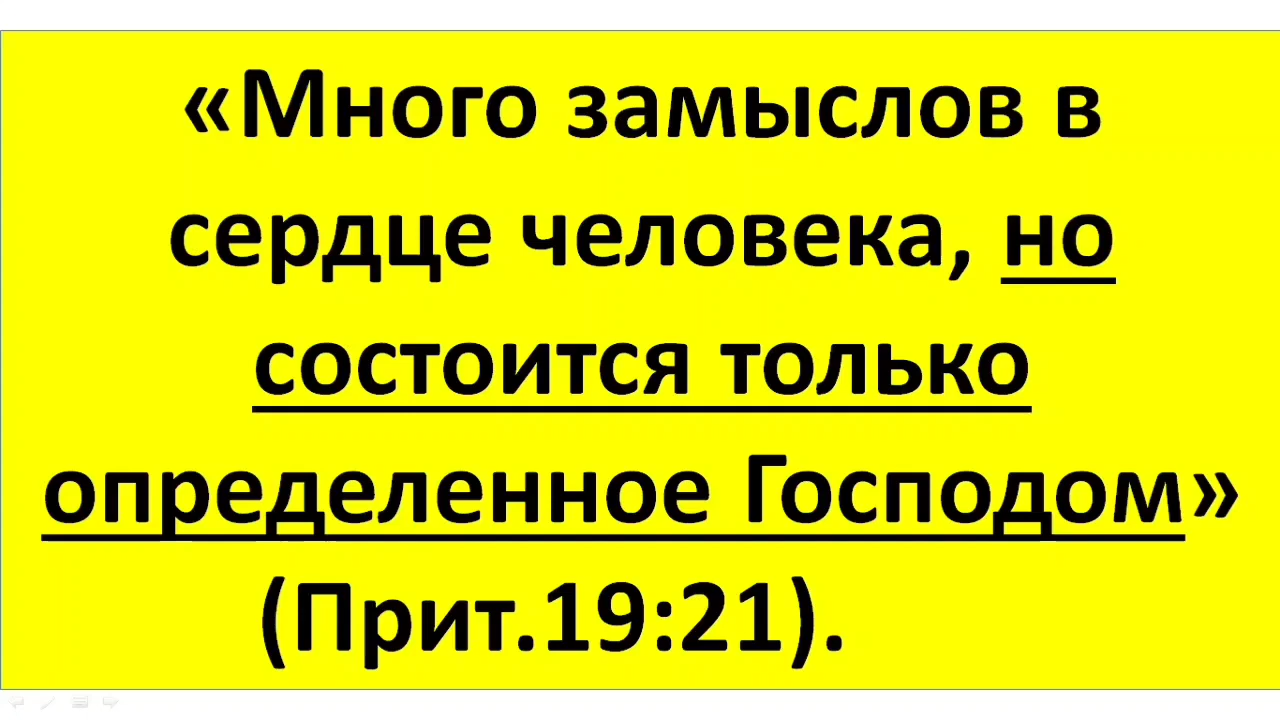 «Много замыслов в
сердце человека, но
состоится только
определенное Господом»
(Прит.19:21).